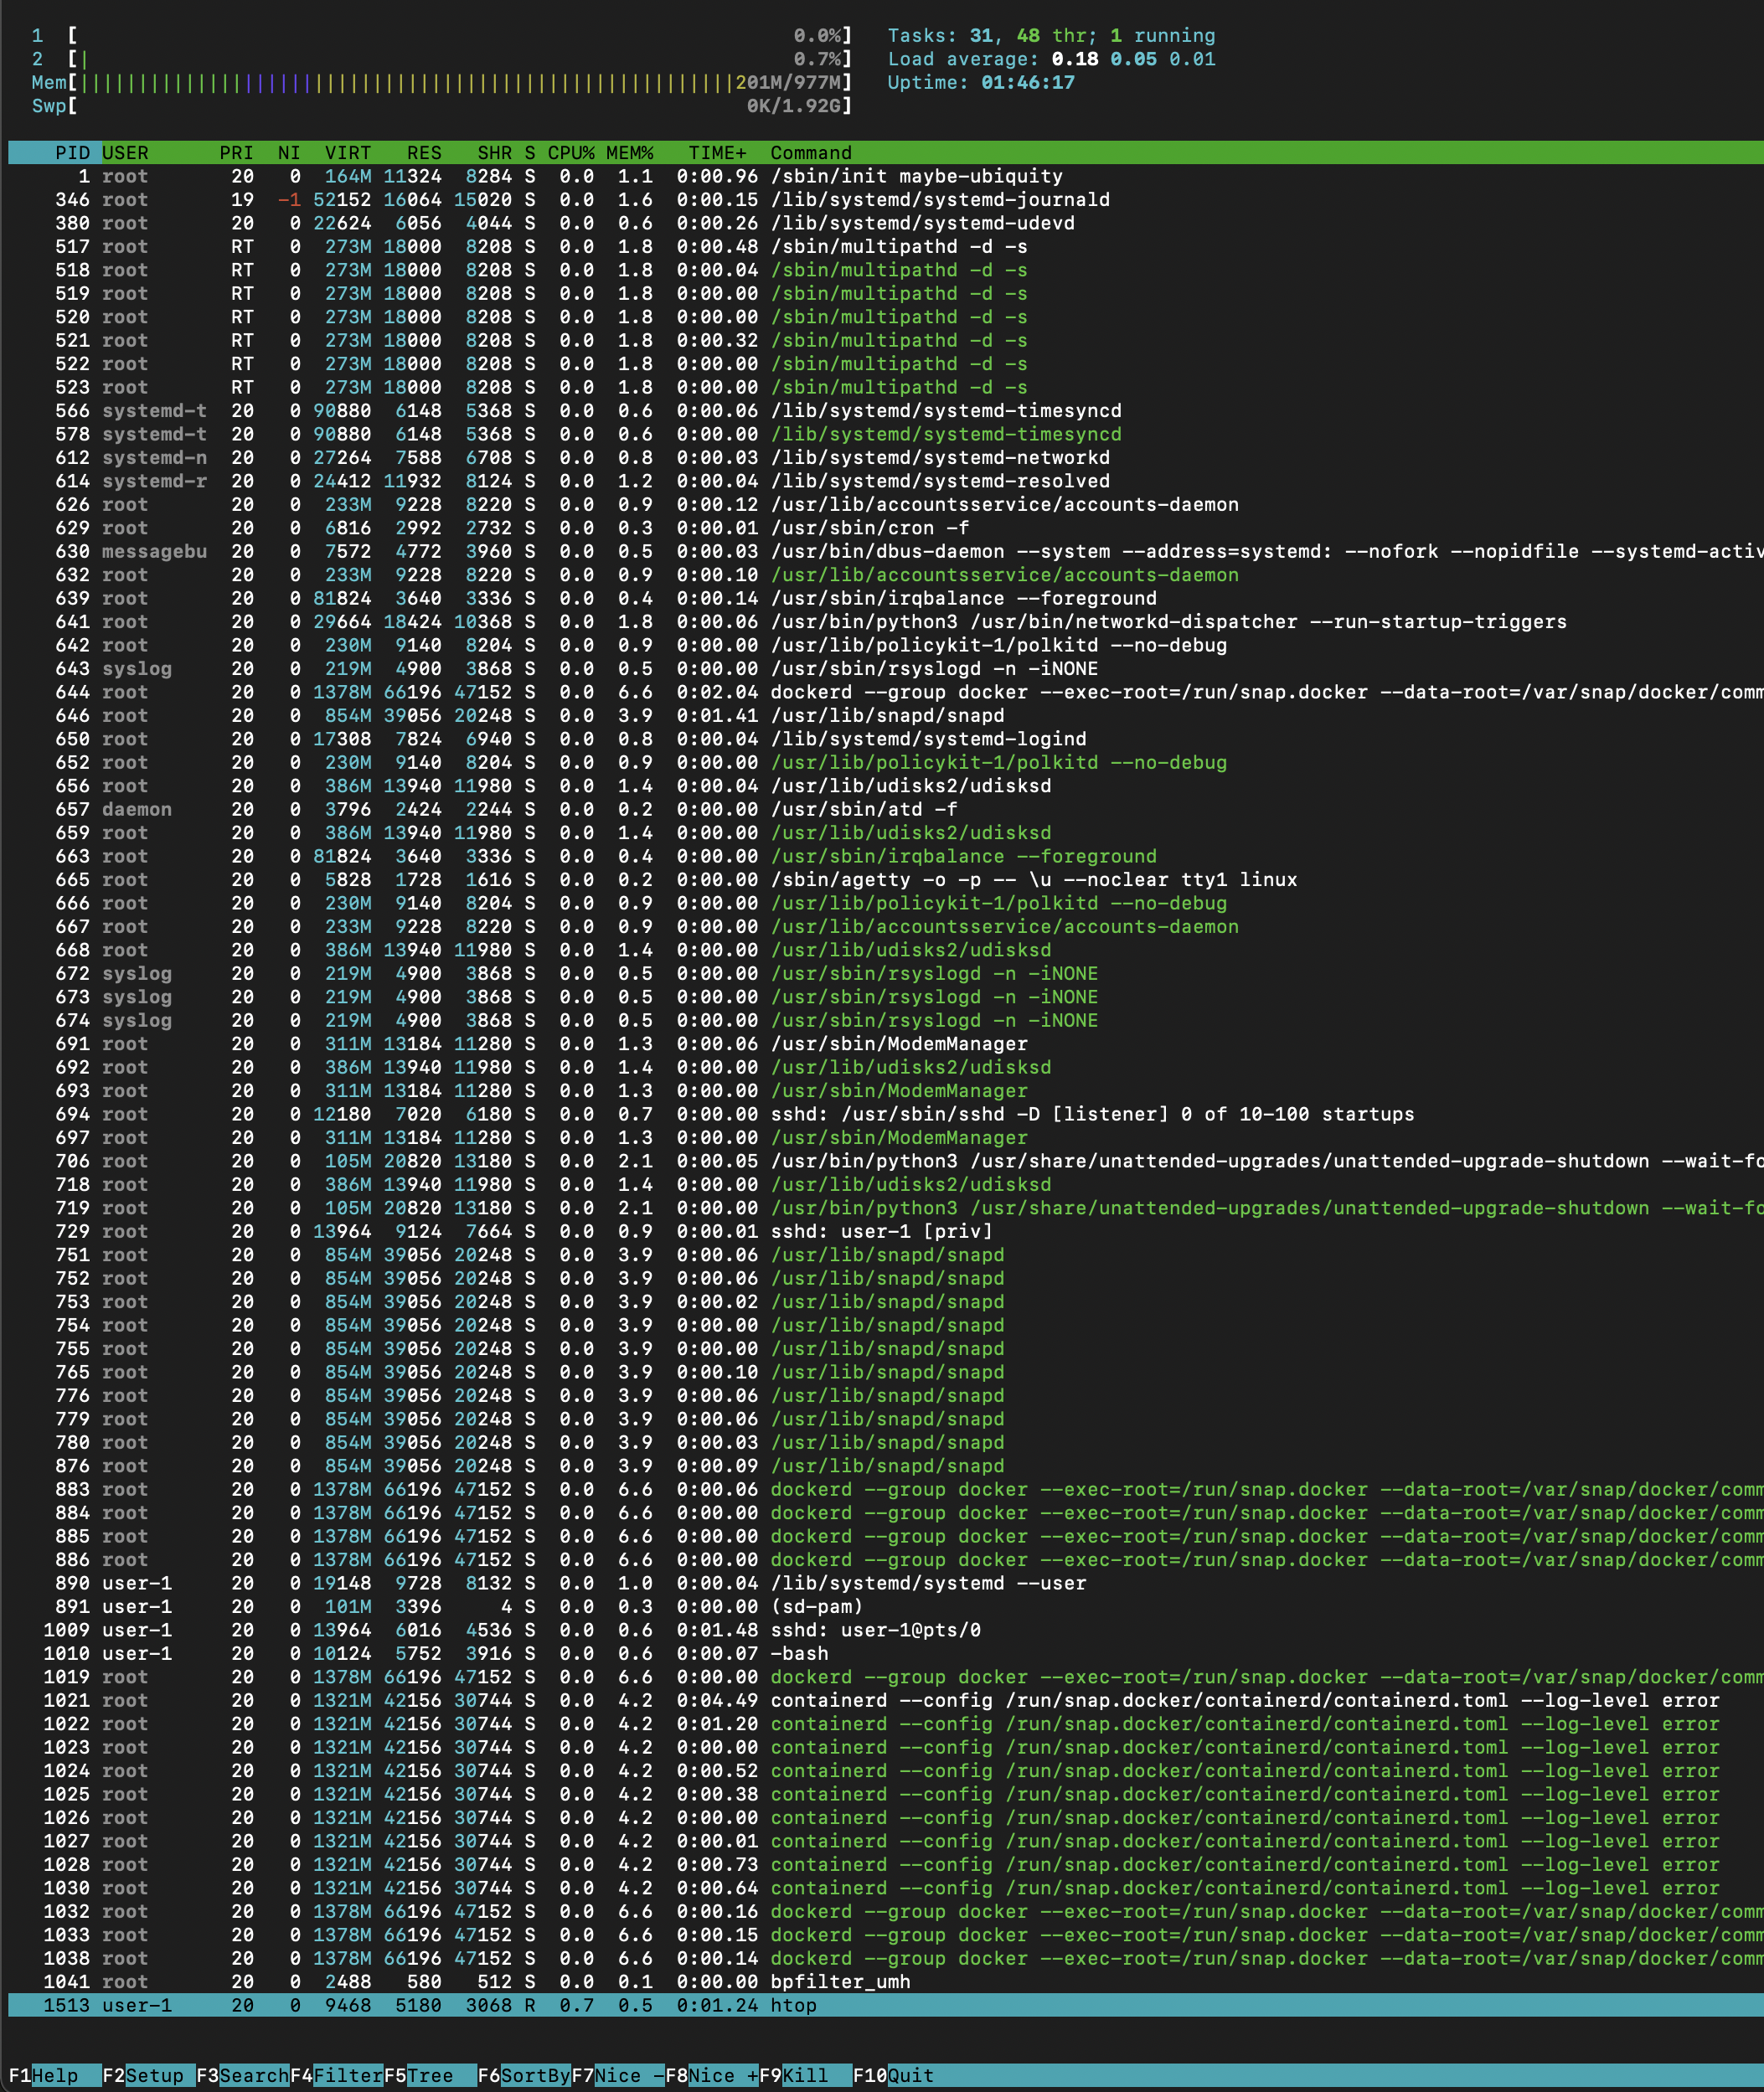 1 [ 0.0%] Tasks: 31, 48 thr; 1 running
2 [| 0.7%] Load average: 0.18 0.05 0.01
Mem[||||||||||||||||||||||||||||||||||||||||||||||||||||||||201M/977M] Uptime: 01:46:17
Swp[ 0K/1.92G]
PID USER PRI NI VIRT RES SHR S CPU% MEM% TIME+ Command
1 root 20 0 164M 11324 8284 S 0.0 1.1 0:00.96 /sbin/init maybe-ubiquity
346 root 19 -1 52152 16064 15020 S 0.0 1.6 0:00.15 /lib/systemd/systemd-journald
380 root 20 0 22624 6056 4044 S 0.0 0.6 0:00.26 /lib/systemd/systemd-udevd
517 root RT 0 273M 18000 8208 S 0.0 1.8 0:00.48 /sbin/multipathd -d -s
518 root RT 0 273M 18000 8208 S 0.0 1.8 0:00.04 /sbin/multipathd -d -s
519 root RT 0 273M 18000 8208 S 0.0 1.8 0:00.00 /sbin/multipathd -d -s
520 root RT 0 273M 18000 8208 S 0.0 1.8 0:00.00 /sbin/multipathd -d -s
521 root RT 0 273M 18000 8208 S 0.0 1.8 0:00.32 /sbin/multipathd -d -s
522 root RT 0 273M 18000 8208 S 0.0 1.8 0:00.00 /sbin/multipathd -d -s
523 root RT 0 273M 18000 8208 S 0.0 1.8 0:00.00 /sbin/multipathd -d -s
566 systemd-t 20 0 90880 6148 5368 S 0.0 0.6 0:00.06 /lib/systemd/systemd-timesyncd
578 systemd-t 20 0 90880 6148 5368 S 0.0 0.6 0:00.00 /lib/systemd/systemd-timesyncd
612 systemd-n 20 0 27264 7588 6708 S 0.0 0.8 0:00.03 /lib/systemd/systemd-networkd
614 systemd-r 20 0 24412 11932 8124 S 0.0 1.2 0:00.04 /lib/systemd/systemd-resolved
626 root 20 0 233M 9228 8220 S 0.0 0.9 0:00.12 /usr/lib/accountsservice/accounts-daemon
629 root 20 0 6816 2992 2732 S 0.0 0.3 0:00.01 /usr/sbin/cron -f
630 messagebu 20 0 7572 4772 3960 S 0.0 0.5 0:00.03 /usr/bin/dbus-daemon --system --address=systemd: --nofork --nopidfile --systemd-activ
632 root 20 0 233M 9228 8220 S 0.0 0.9 0:00.10 /usr/lib/accountsservice/accounts-daemon
639 root 20 0 81824 3640 3336 S 0.0 0.4 0:00.14 /usr/sbin/irqbalance --foreground
641 root 20 0 29664 18424 10368 S 0.0 1.8 0:00.06 /usr/bin/python3 /usr/bin/networkd-dispatcher --run-startup-triggers
642 root 20 0 230M 9140 8204 S 0.0 0.9 0:00.00 /usr/lib/policykit-1/polkitd --no-debug
643 syslog 20 0 219M 4900 3868 S 0.0 0.5 0:00.00 /usr/sbin/rsyslogd -n -iNONE
644 root 20 0 1378M 66196 47152 S 0.0 6.6 0:02.04 dockerd --group docker --exec-root=/run/snap.docker --data-root=/var/snap/docker/comm
646 root 20 0 854M 39056 20248 S 0.0 3.9 0:01.41 /usr/lib/snapd/snapd
650 root 20 0 17308 7824 6940 S 0.0 0.8 0:00.04 /lib/systemd/systemd-logind
652 root 20 0 230M 9140 8204 S 0.0 0.9 0:00.00 /usr/lib/policykit-1/polkitd --no-debug
656 root 20 0 386M 13940 11980 S 0.0 1.4 0:00.04 /usr/lib/udisks2/udisksd
657 daemon 20 0 3796 2424 2244 S 0.0 0.2 0:00.00 /usr/sbin/atd -f
659 root 20 0 386M 13940 11980 S 0.0 1.4 0:00.00 /usr/lib/udisks2/udisksd
663 root 20 0 81824 3640 3336 S 0.0 0.4 0:00.00 /usr/sbin/irqbalance --foreground
665 root 20 0 5828 1728 1616 S 0.0 0.2 0:00.00 /sbin/agetty -o -p -- \u --noclear tty1 linux
666 root 20 0 230M 9140 8204 S 0.0 0.9 0:00.00 /usr/lib/policykit-1/polkitd --no-debug
667 root 20 0 233M 9228 8220 S 0.0 0.9 0:00.00 /usr/lib/accountsservice/accounts-daemon
668 root 20 0 386M 13940 11980 S 0.0 1.4 0:00.00 /usr/lib/udisks2/udisksd
672 syslog 20 0 219M 4900 3868 S 0.0 0.5 0:00.00 /usr/sbin/rsyslogd -n -iNONE
673 syslog 20 0 219M 4900 3868 S 0.0 0.5 0:00.00 /usr/sbin/rsyslogd -n -iNONE
674 syslog 20 0 219M 4900 3868 S 0.0 0.5 0:00.00 /usr/sbin/rsyslogd -n -iNONE
691 root 20 0 311M 13184 11280 S 0.0 1.3 0:00.06 /usr/sbin/ModemManager
692 root 20 0 386M 13940 11980 S 0.0 1.4 0:00.00 /usr/lib/udisks2/udisksd
693 root 20 0 311M 13184 11280 S 0.0 1.3 0:00.00 /usr/sbin/ModemManager
694 root 20 0 12180 7020 6180 S 0.0 0.7 0:00.00 sshd: /usr/sbin/sshd -D [listener] 0 of 10-100 startups
697 root 20 0 311M 13184 11280 S 0.0 1.3 0:00.00 /usr/sbin/ModemManager
706 root 20 0 105M 20820 13180 S 0.0 2.1 0:00.05 /usr/bin/python3 /usr/share/unattended-upgrades/unattended-upgrade-shutdown --wait-fo
718 root 20 0 386M 13940 11980 S 0.0 1.4 0:00.00 /usr/lib/udisks2/udisksd
719 root 20 0 105M 20820 13180 S 0.0 2.1 0:00.00 /usr/bin/python3 /usr/share/unattended-upgrades/unattended-upgrade-shutdown --wait-fo
729 root 20 0 13964 9124 7664 S 0.0 0.9 0:00.01 sshd: user-1 [priv]
751 root 20 0 854M 39056 20248 S 0.0 3.9 0:00.06 /usr/lib/snapd/snapd
752 root 20 0 854M 39056 20248 S 0.0 3.9 0:00.06 /usr/lib/snapd/snapd
753 root 20 0 854M 39056 20248 S 0.0 3.9 0:00.02 /usr/lib/snapd/snapd
754 root 20 0 854M 39056 20248 S 0.0 3.9 0:00.00 /usr/lib/snapd/snapd
755 root 20 0 854M 39056 20248 S 0.0 3.9 0:00.00 /usr/lib/snapd/snapd
765 root 20 0 854M 39056 20248 S 0.0 3.9 0:00.10 /usr/lib/snapd/snapd
776 root 20 0 854M 39056 20248 S 0.0 3.9 0:00.06 /usr/lib/snapd/snapd
779 root 20 0 854M 39056 20248 S 0.0 3.9 0:00.06 /usr/lib/snapd/snapd
780 root 20 0 854M 39056 20248 S 0.0 3.9 0:00.03 /usr/lib/snapd/snapd
876 root 20 0 854M 39056 20248 S 0.0 3.9 0:00.09 /usr/lib/snapd/snapd
883 root 20 0 1378M 66196 47152 S 0.0 6.6 0:00.06 dockerd --group docker --exec-root=/run/snap.docker --data-root=/var/snap/docker/comm
884 root 20 0 1378M 66196 47152 S 0.0 6.6 0:00.00 dockerd --group docker --exec-root=/run/snap.docker --data-root=/var/snap/docker/comm
885 root 20 0 1378M 66196 47152 S 0.0 6.6 0:00.00 dockerd --group docker --exec-root=/run/snap.docker --data-root=/var/snap/docker/comm
886 root 20 0 1378M 66196 47152 S 0.0 6.6 0:00.00 dockerd --group docker --exec-root=/run/snap.docker --data-root=/var/snap/docker/comm
890 user-1 20 0 19148 9728 8132 S 0.0 1.0 0:00.04 /lib/systemd/systemd --user
891 user-1 20 0 101M 3396 4 S 0.0 0.3 0:00.00 (sd-pam)
1009 user-1 20 0 13964 6016 4536 S 0.0 0.6 0:01.48 sshd: user-1@pts/0
1010 user-1 20 0 10124 5752 3916 S 0.0 0.6 0:00.07 -bash
1019 root 20 0 1378M 66196 47152 S 0.0 6.6 0:00.00 dockerd --group docker --exec-root=/run/snap.docker --data-root=/var/snap/docker/comm
1021 root 20 0 1321M 42156 30744 S 0.0 4.2 0:04.49 containerd --config /run/snap.docker/containerd/containerd.toml --log-level error
1022 root 20 0 1321M 42156 30744 S 0.0 4.2 0:01.20 containerd --config /run/snap.docker/containerd/containerd.toml --log-level error
1023 root 20 0 1321M 42156 30744 S 0.0 4.2 0:00.00 containerd --config /run/snap.docker/containerd/containerd.toml --log-level error
1024 root 20 0 1321M 42156 30744 S 0.0 4.2 0:00.52 containerd --config /run/snap.docker/containerd/containerd.toml --log-level error
1025 root 20 0 1321M 42156 30744 S 0.0 4.2 0:00.38 containerd --config /run/snap.docker/containerd/containerd.toml --log-level error
1026 root 20 0 1321M 42156 30744 S 0.0 4.2 0:00.00 containerd --config /run/snap.docker/containerd/containerd.toml --log-level error
1027 root 20 0 1321M 42156 30744 S 0.0 4.2 0:00.01 containerd --config /run/snap.docker/containerd/containerd.toml --log-level error
1028 root 20 0 1321M 42156 30744 S 0.0 4.2 0:00.73 containerd --config /run/snap.docker/containerd/containerd.toml --log-level error
1030 root 20 0 1321M 42156 30744 S 0.0 4.2 0:00.64 containerd --config /run/snap.docker/containerd/containerd.toml --log-level error
1032 root 20 0 1378M 66196 47152 S 0.0 6.6 0:00.16 dockerd --group docker --exec-root=/run/snap.docker --data-root=/var/snap/docker/comm
1033 root 20 0 1378M 66196 47152 S 0.0 6.6 0:00.15 dockerd --group docker --exec-root=/run/snap.docker --data-root=/var/snap/docker/comm
1038 root 20 0 1378M 66196 47152 S 0.0 6.6 0:00.14 dockerd --group docker --exec-root=/run/snap.docker --data-root=/var/snap/docker/comm
1041 root 20 0 2488 580 512 S 0.0 0.1 0:00.00 bpfilter_umh
1513 user-1 20 0 9468 5180 3068 R 0.7 0.5 0:01.24 htop
F1Help F2Setup F3SearchF4FilterF5Tree F6SortByF7Nice -F8Nice +F9Kill F10Quit